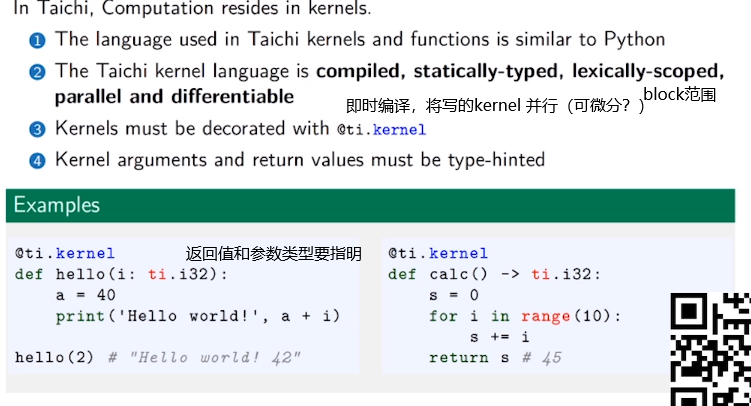 In Taichi, Computation resides in kernels.
1 The language used in Taichi kernels and functions is similar to Python
2 The Taichi kernel language is compiled, statically-typed, lexically-scoped,
parallel and differentiable
即时编译，将写的kernel 并行（可微分？）
block范围
3 Kernels must be decorated with @ti.kernel
4 Kernel arguments and return values must be type-hinted
Examples
@ti.kernel
返回值和参数类型要指明
def hello(i: ti.i32):
a = 40
print('Hello world!', a + i)
hello(2) # "Hello world! 42"
@ti.kernel
def calc() -> ti.i32:
s = 0
for i in range(10):
s += i
return s # 45